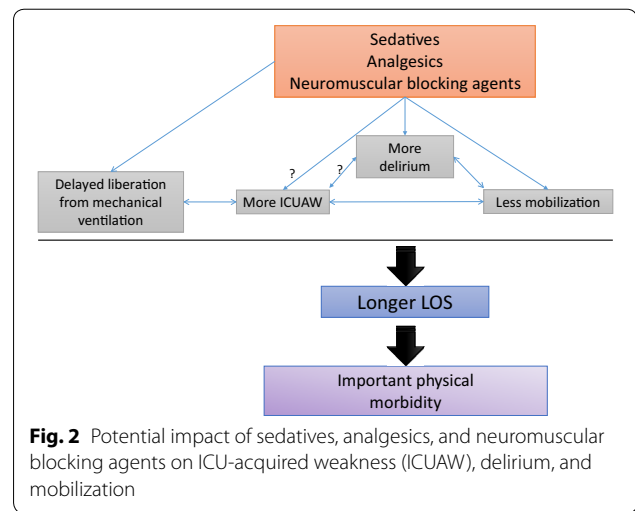 Sedatives
Analgesics
Neuromuscular blocking agents
?
?
More
delirium
Delayed liberation
from mechanical
ventilation
More ICUAW
Less mobilization
Longer LOS
Important physical
morbidity
Fig. 2 Potential impact of sedatives, analgesics, and neuromuscular
blocking agents on ICU-acquired weakness (ICUAW), delirium, and
mobilization